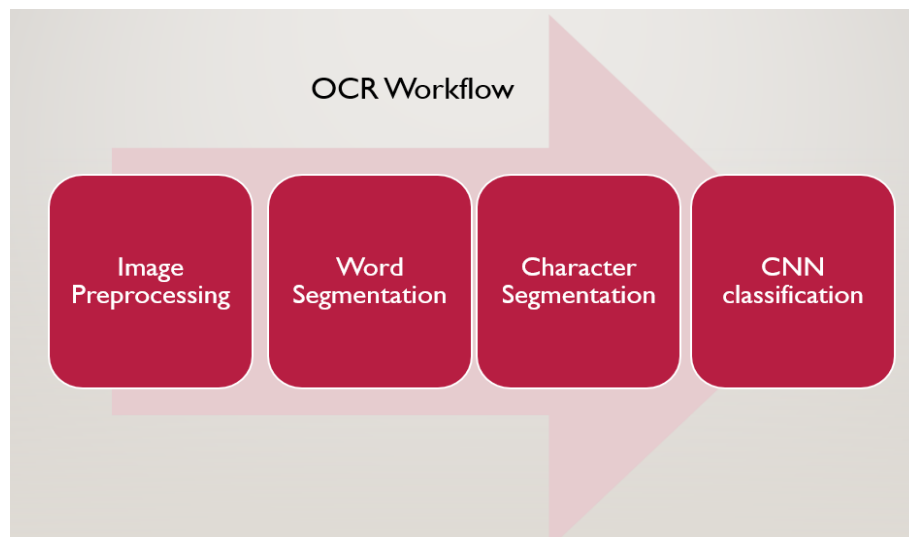 OCR Workflow
Image
Preprocessing
Word
Segmentation
Character
Segmentation
CNN
classification